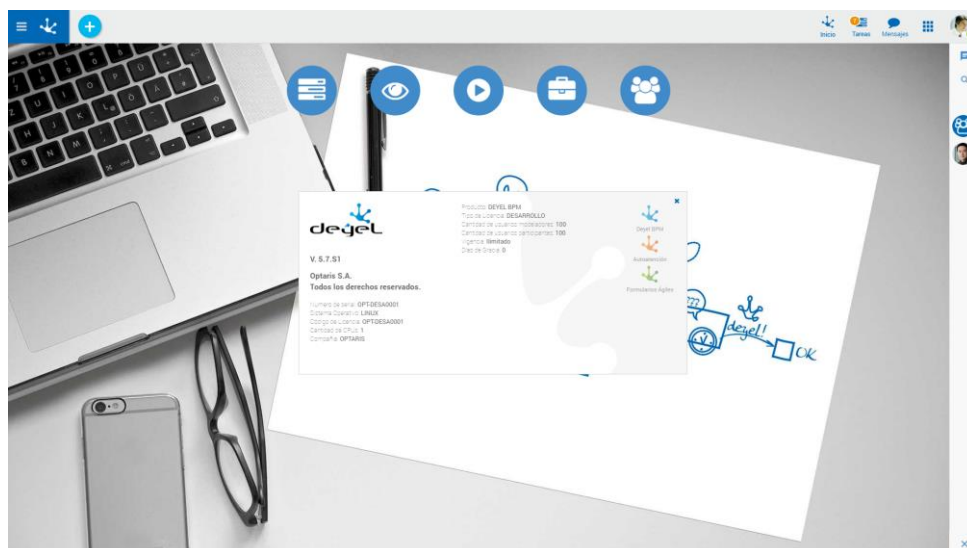 Inicio
Tareas
Mensajes
deyel
V. 5.7.S1
Optaris S.A.
Todos los derechos reservados.
Número de serial: OPT-DESA0001
Sistema Operativo: LINUX
Código de Licencia: OPTDESA0001
Cantidad de CPUs: 1
Compañía: OPTARIS
Producto: DEYEL BPM
Tipo de Licencia: DESARROLLO
Cantidad de usuarios modeladores: 100
Cantidad de usuarios participantes: 100
Vigencia: Ilimitado
Días de Gracia: 0
Deyel BPM
Autoatención
Formularios Ágiles
???
deyel!
OK